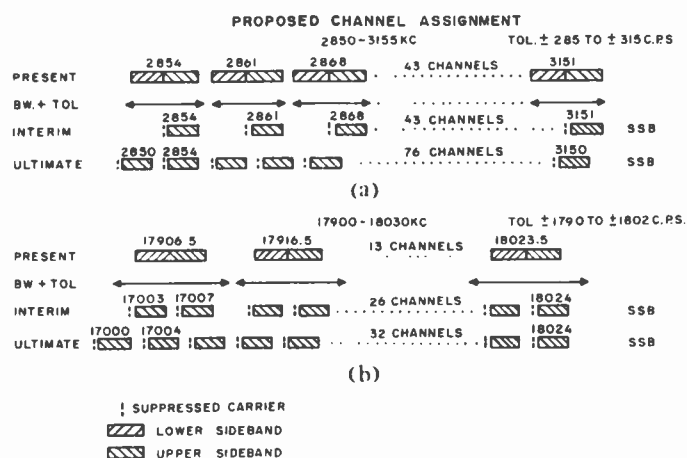 PROPOSED CHANNEL ASSIGNMENT
2850-3155KC TOL. ± 285 TO ± 315 C.P.S
PRESENT 2854 2861 2868 43 CHANNELS 3151
BW. + TOL
INTERIM 2854 2861 2868 43 CHANNELS 3151 SSB
ULTIMATE 2850 2854 76 CHANNELS 3150 SSB
(a)
17900-18030KC TOL ±1790 TO ±1802 C.P.S.
PRESENT 17906.5 17916.5 13 CHANNELS 18023.5
BW + TOL
INTERIM 17003 17007 26 CHANNELS 18024 SSB
ULTIMATE 17000 17004 32 CHANNELS 18024 SSB
(b)
SUPPRESSED CARRIER
LOWER SIDEBAND
UPPER SIDEBAND